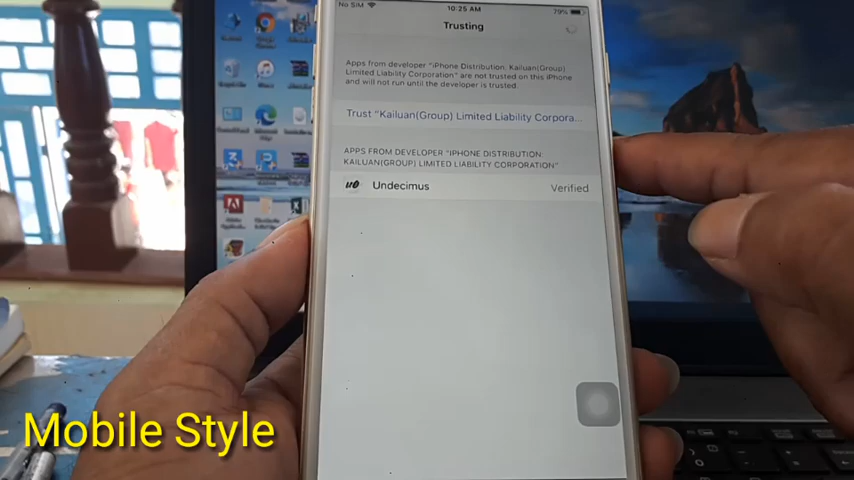 No SIM 10:25 AM 79%
Trusting
Apps from developer "iPhone Distribution: Kailuan(Group)
Limited Liability Corporation" are not trusted on this iPhone
and will not run until the developer is trusted.
Trust "Kailuan(Group) Limited Liability Corpora...
APPS FROM DEVELOPER "IPHONE DISTRIBUTION:
KAILUAN(GROUP) LIMITED LIABILITY CORPORATION"
Undecimus Verified
Mobile Style